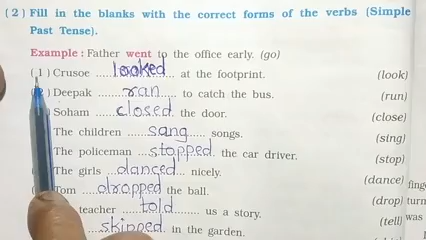 (2) Fill in the blanks with the correct forms of the verbs (Simple
Past Tense).
Example : Father went to the office early. (go)
(1) Crusoe ....looked.... at the footprint. (look)
Deepak ....ran.... to catch the bus. (run)
Soham ....closed.... the door. (close)
The children ....sang.... songs. (sing)
The policeman ....stopped.... the car driver. (stop)
The girls ....danced.... nicely. (dance)
Tom ....dropped.... the ball. (drop)
teacher ....told.... us a story. (tell)
....skipped.... in the garden.
turn
was